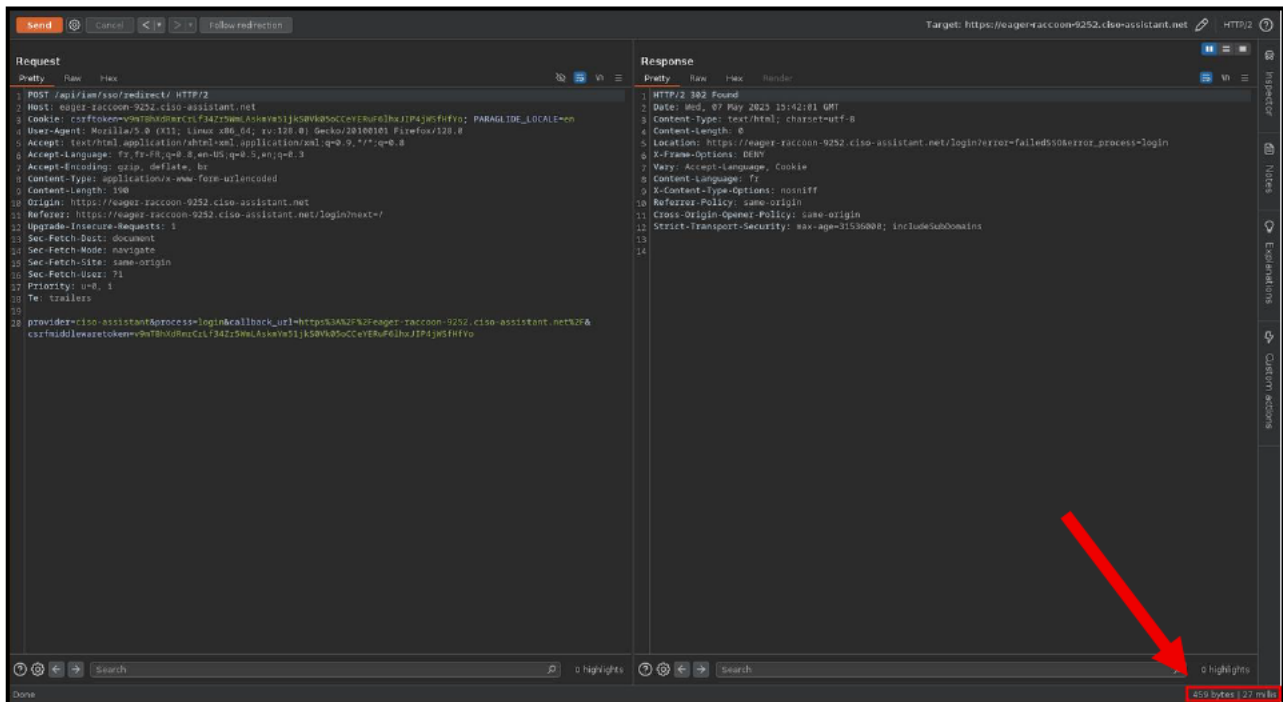 Send
Cancel
Follow redirection
Target: https://eager-raccoon-9252.ciso-assistant.net
HTTP/2
Request
Pretty Raw Hex
1 POST /api/iam/sso/redirect/ HTTP/2
2 Host: eager-raccoon-9252.ciso-assistant.net
3 Cookie: csrftoken= PARAGLIDE_LOCALE=en
4 User-Agent: Mozilla/5.0 (X11; Linux x86_64; rv:128.0) Gecko/20100101 Firefox/128.0
5 Accept: text/html,application/xhtml+xml,application/xml;q=0.9,*/*;q=0.8
6 Accept-Language: fr,fr-FR;q=0.8,en-US;q=0.5,en;q=0.3
7 Accept-Encoding: gzip, deflate, br
8 Content-Type: application/x-www-form-urlencoded
9 Content-Length: 190
10 Origin: https://eager-raccoon-9252.ciso-assistant.net
11 Referer: https://eager-raccoon-9252.ciso-assistant.net/login?next=/
12 Upgrade-Insecure-Requests: 1
13 Sec-Fetch-Dest: document
14 Sec-Fetch-Mode: navigate
15 Sec-Fetch-Site: same-origin
16 Sec-Fetch-User: ?1
17 Priority: u=0, i
18 Te: trailers
19
20 provider=ciso-assistant&process=login&callback_url=https%3A%2F%2Feager-raccoon-9252.ciso-assistant.net%2F&
csrfmiddlewaretoken=
Search
0 highlights
Response
Pretty Raw Hex Render
1 HTTP/2 302 Found
2 Date: Wed, 07 May 2025 15:42:01 GMT
3 Content-Type: text/html; charset=utf-8
4 Content-Length: 0
5 Location: https://eager-raccoon-9252.ciso-assistant.net/login?error=failedSSO&error_process=login
6 X-Frame-Options: DENY
7 Vary: Accept-Language, Cookie
8 Content-Language: fr
9 X-Content-Type-Options: nosniff
10 Referrer-Policy: same-origin
11 Cross-Origin-Opener-Policy: same-origin
12 Strict-Transport-Security: max-age=31536000; includeSubDomains
13
14
Search
0 highlights
Inspector
Notes
Explanations
Custom actions
Done
459 bytes | 27 millis